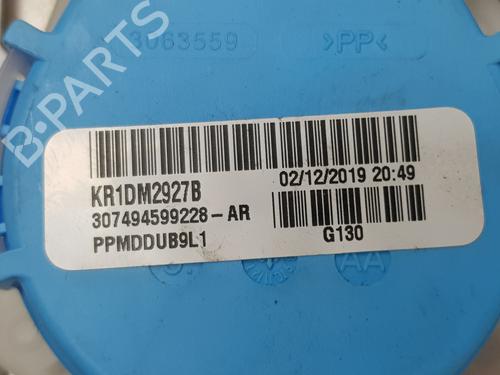 3063559
>PP<
B-PARTS
KR1DM2927B
02/12/2019 20:49
307494599228-AR
PPMDDUB9L1
G130
AA